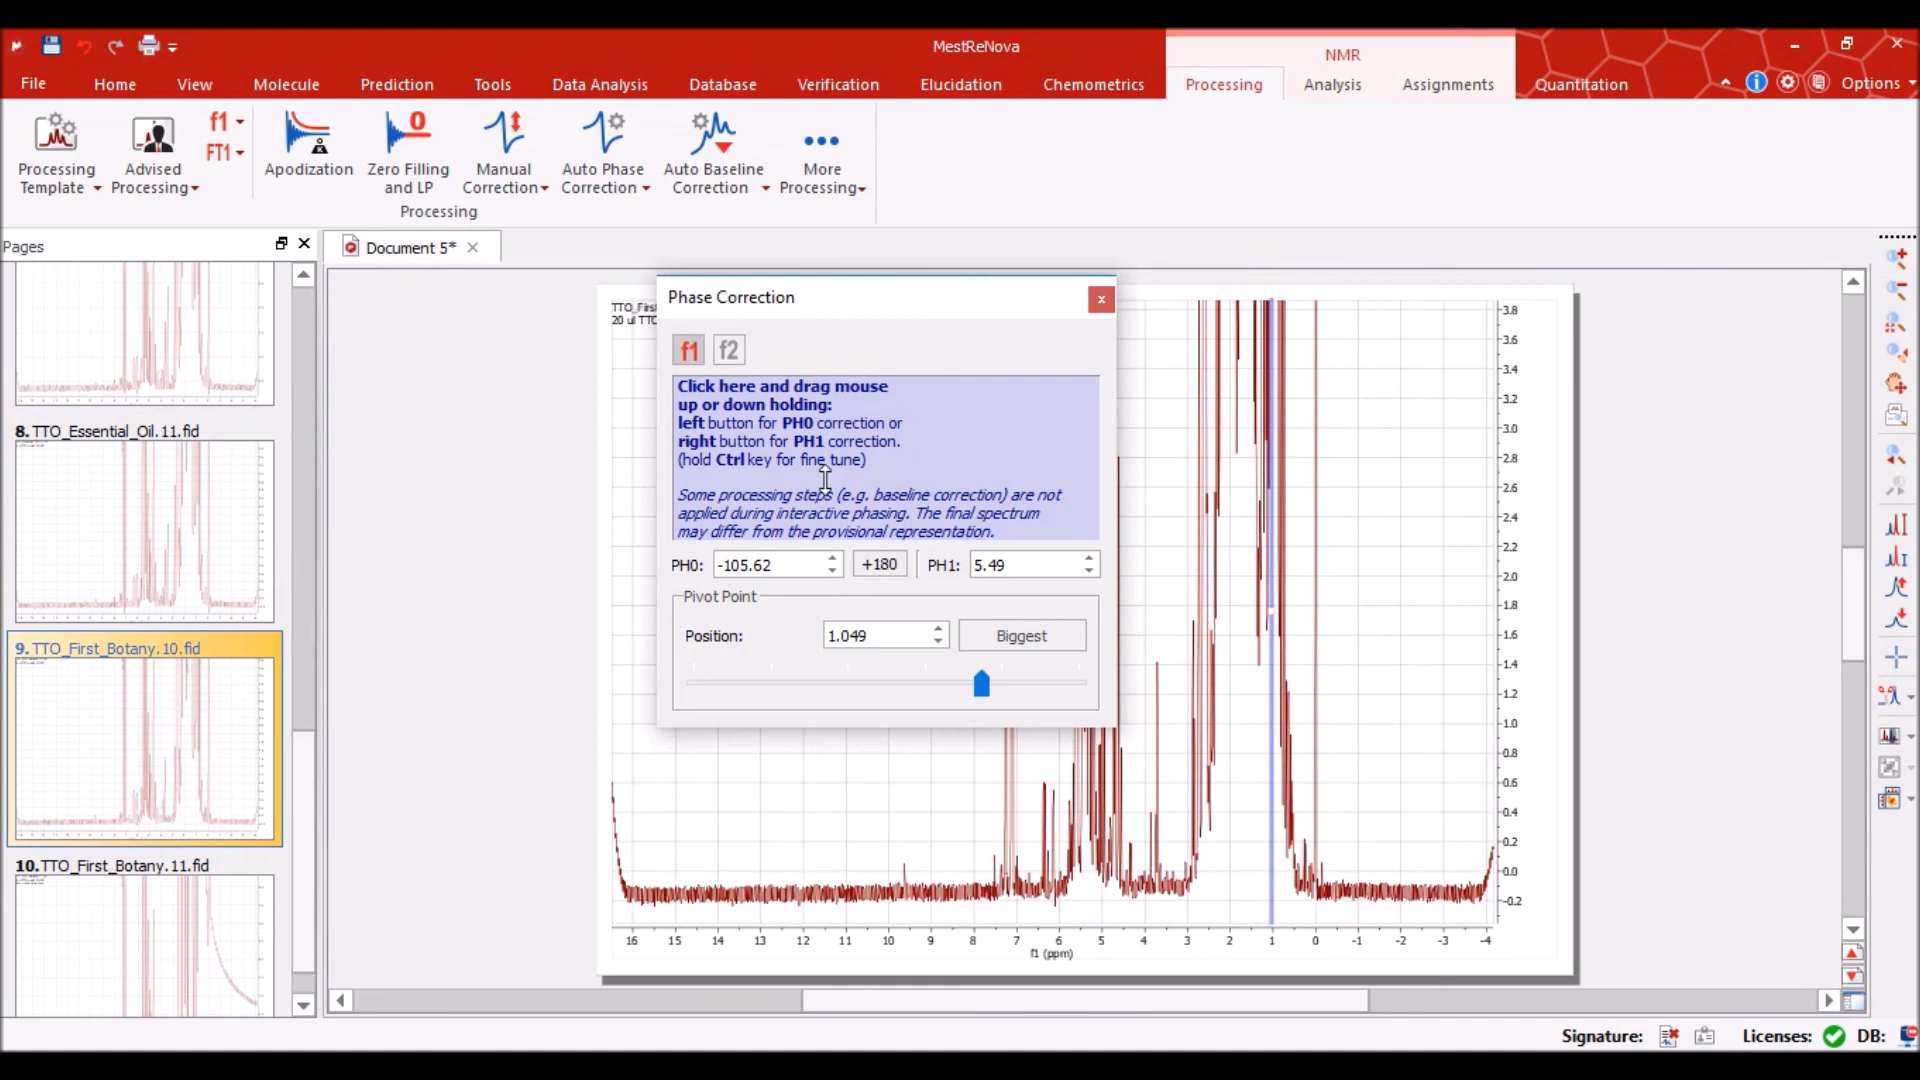 MestReNova
NMR
File
Home
View
Molecule
Prediction
Tools
Data Analysis
Database
Verification
Elucidation
Chemometrics
Processing
Analysis
Assignments
Quantitation
Options
Processing
Template
Advised
Processing
f1
FT1
Apodization
Zero Filling
and LP
Manual
Correction
Auto Phase
Correction
Auto Baseline
Correction
More
Processing
Processing
Pages
Document 5*
8. TTO_Essential_Oil.11.fid
9. TTO_First_Botany.10.fid
10. TTO_First_Botany.11.fid
TTO_Firs
20 ul TTO
Phase Correction
f1
f2
Click here and drag mouse
up or down holding:
left button for PH0 correction or
right button for PH1 correction.
(hold Ctrl key for fine tune)
Some processing steps (e.g. baseline correction) are not
applied during interactive phasing. The final spectrum
may differ from the provisional representation.
PH0: -105.62 +180 PH1: 5.49
Pivot Point
Position: 1.049 Biggest
3.8
3.6
3.4
3.2
3.0
2.8
2.6
2.4
2.2
2.0
1.8
1.6
1.4
1.2
1.0
0.8
0.6
0.4
0.2
0.0
-0.2
16 15 14 13 12 11 10 9 8 7 6 5 4 3 2 1 0 -1 -2 -3 -4
f1 (ppm)
Signature: Licenses: DB: